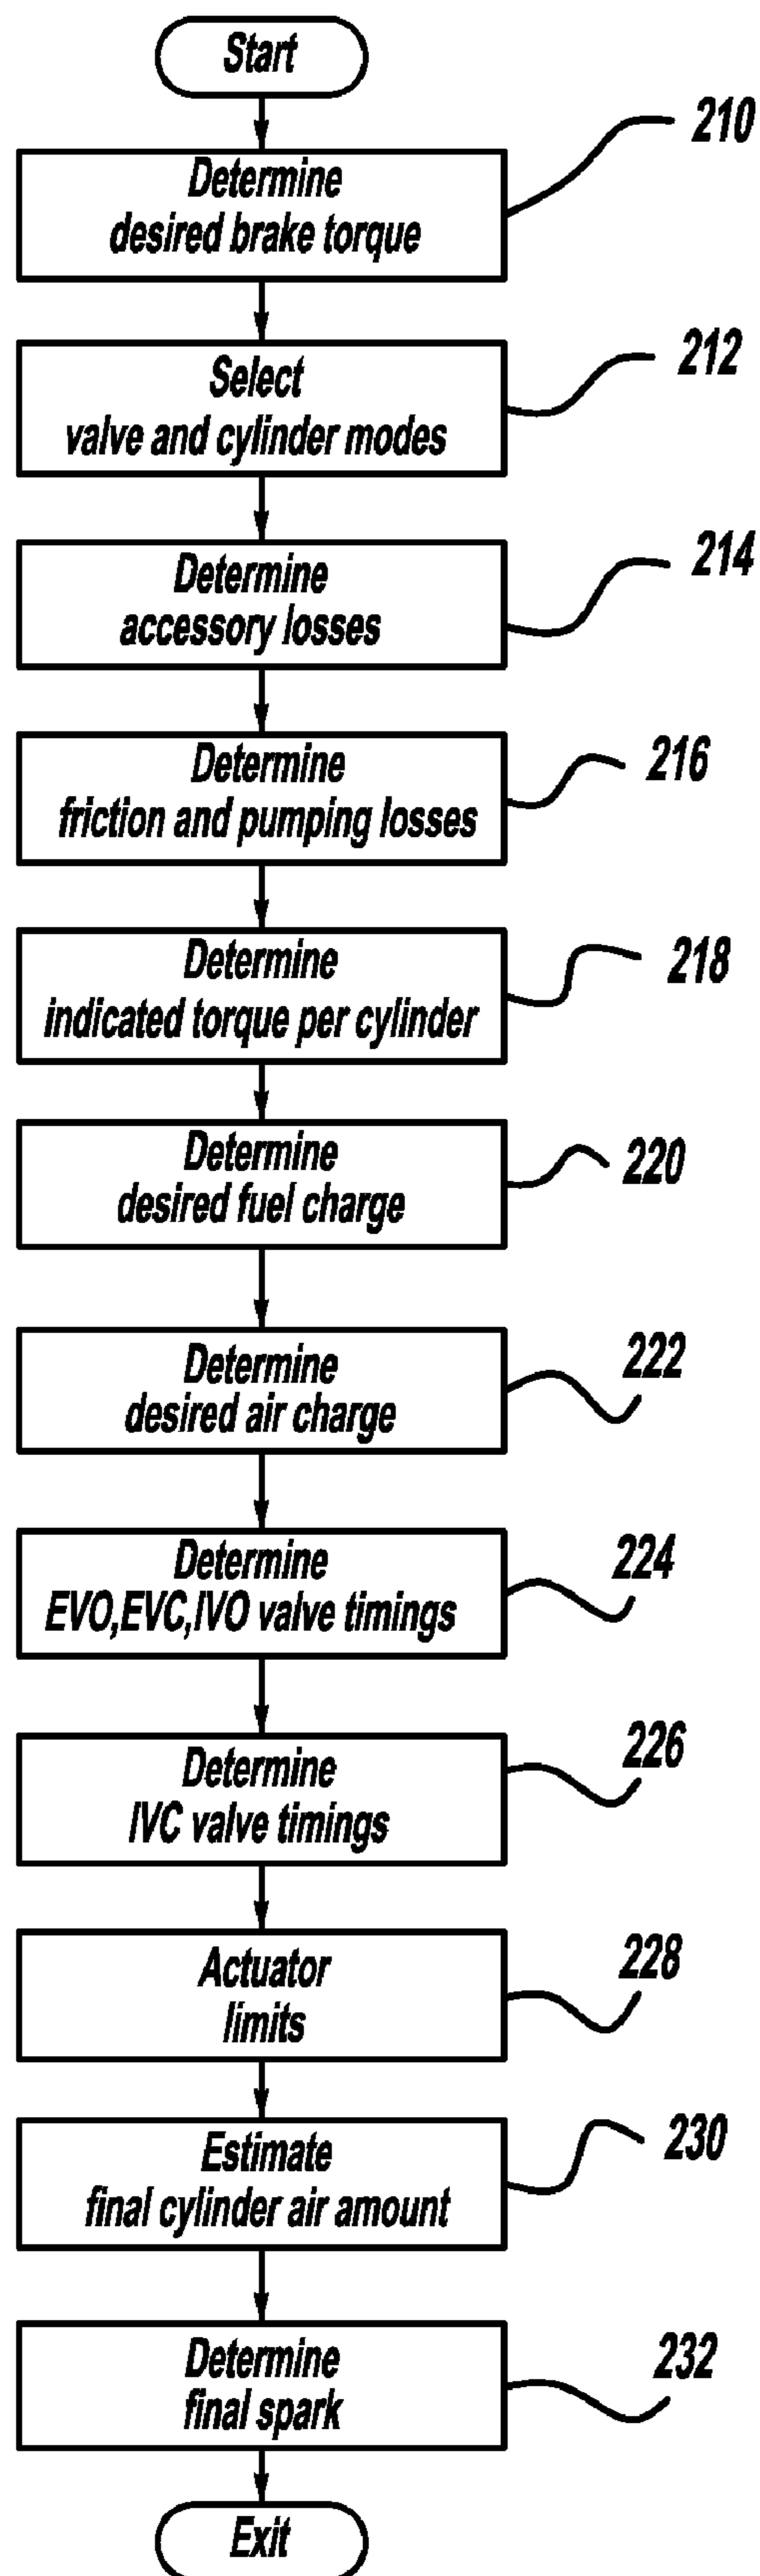 Start
210
Determine
desired brake torque
212
Select
valve and cylinder modes
214
Determine
accessory losses
216
Determine
friction and pumping losses
218
Determine
indicated torque per cylinder
220
Determine
desired fuel charge
222
Determine
desired air charge
224
Determine
EVO,EVC,IVO valve timings
226
Determine
IVC valve timings
228
Actuator
limits
230
Estimate
final cylinder air amount
232
Determine
final spark
Exit